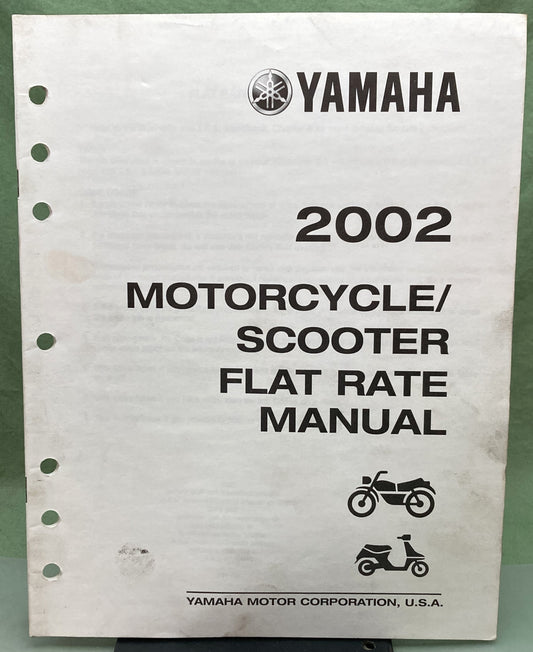 YAMAHA
2002
MOTORCYCLE/
SCOOTER
FLAT RATE
MANUAL
YAMAHA MOTOR CORPORATION, U.S.A.